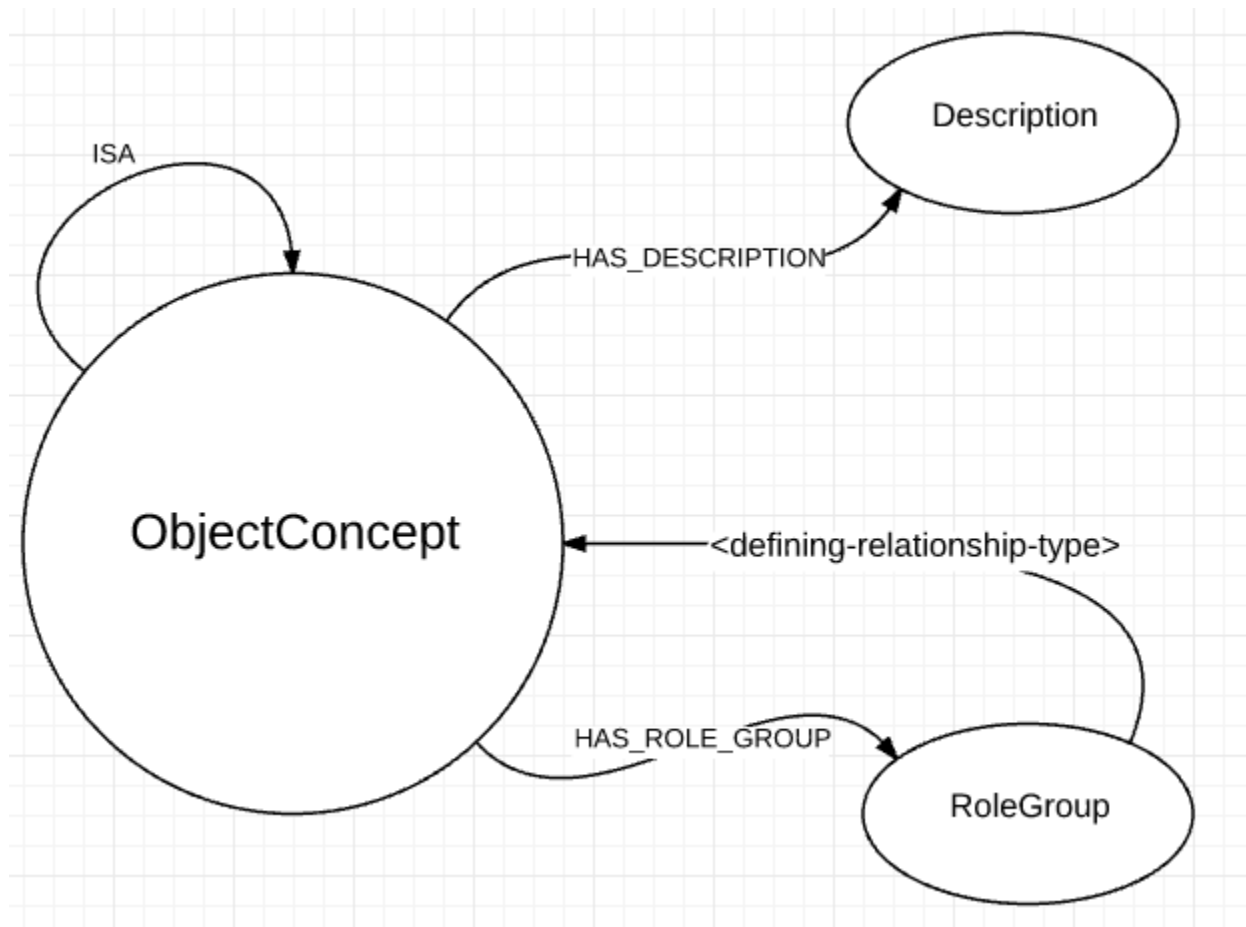 Description
ISA
HAS_DESCRIPTION
ObjectConcept
<defining-relationship-type>
HAS_ROLE_GROUP
RoleGroup